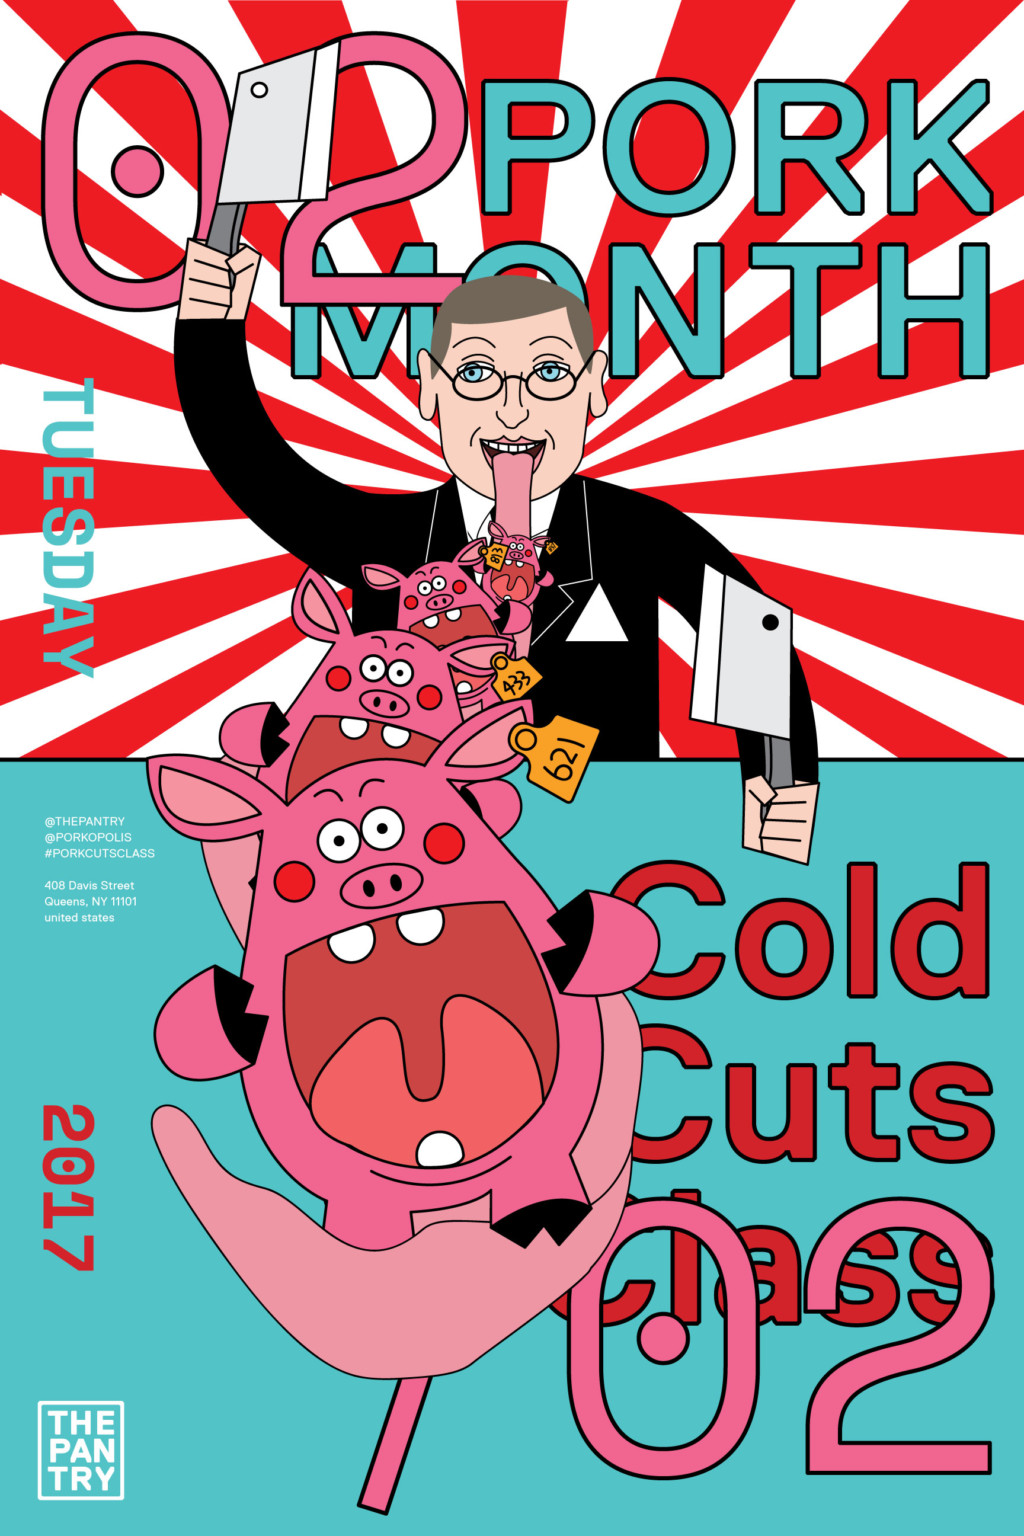 02
PORK
MONTH
TUESDAY
813
433
621
@THEPANTRY
@PORKOPOLIS
#PORKCUTSCLASS
408 Davis Street
Queens, NY 11101
united states
Cold
Cuts
Class
/02
2017
THE
PAN
TRY